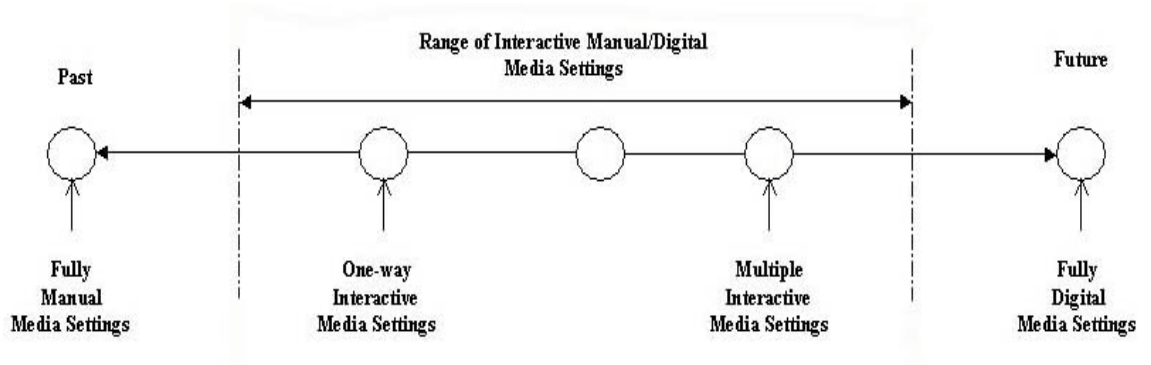 Range of Interactive Manual/Digital
Media Settings
Past
Future
Fully
Manual
Media Settings
One-way
Interactive
Media Settings
Multiple
Interactive
Media Settings
Fully
Digital
Media Settings